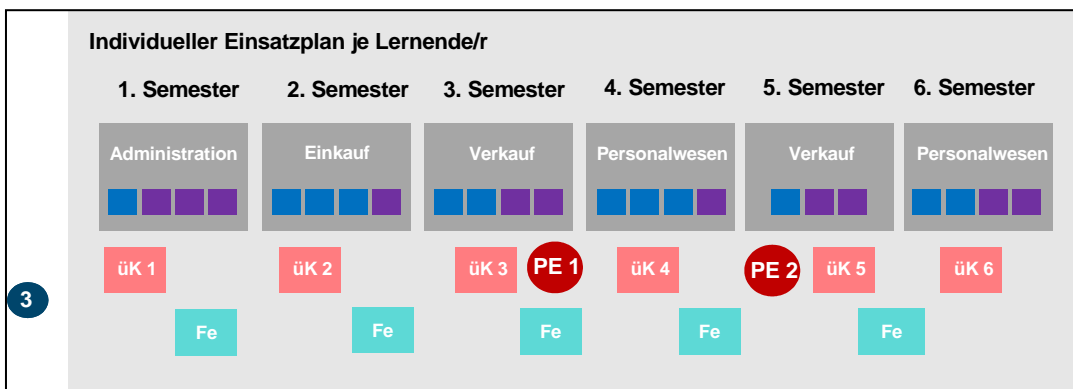 Individueller Einsatzplan je Lernende/r
1. Semester 2. Semester 3. Semester 4. Semester 5. Semester 6. Semester
Administration Einkauf Verkauf Personalwesen Verkauf Personalwesen
üK 1 üK 2 üK 3 PE 1 üK 4 PE 2 üK 5 üK 6
3
Fe Fe Fe Fe Fe